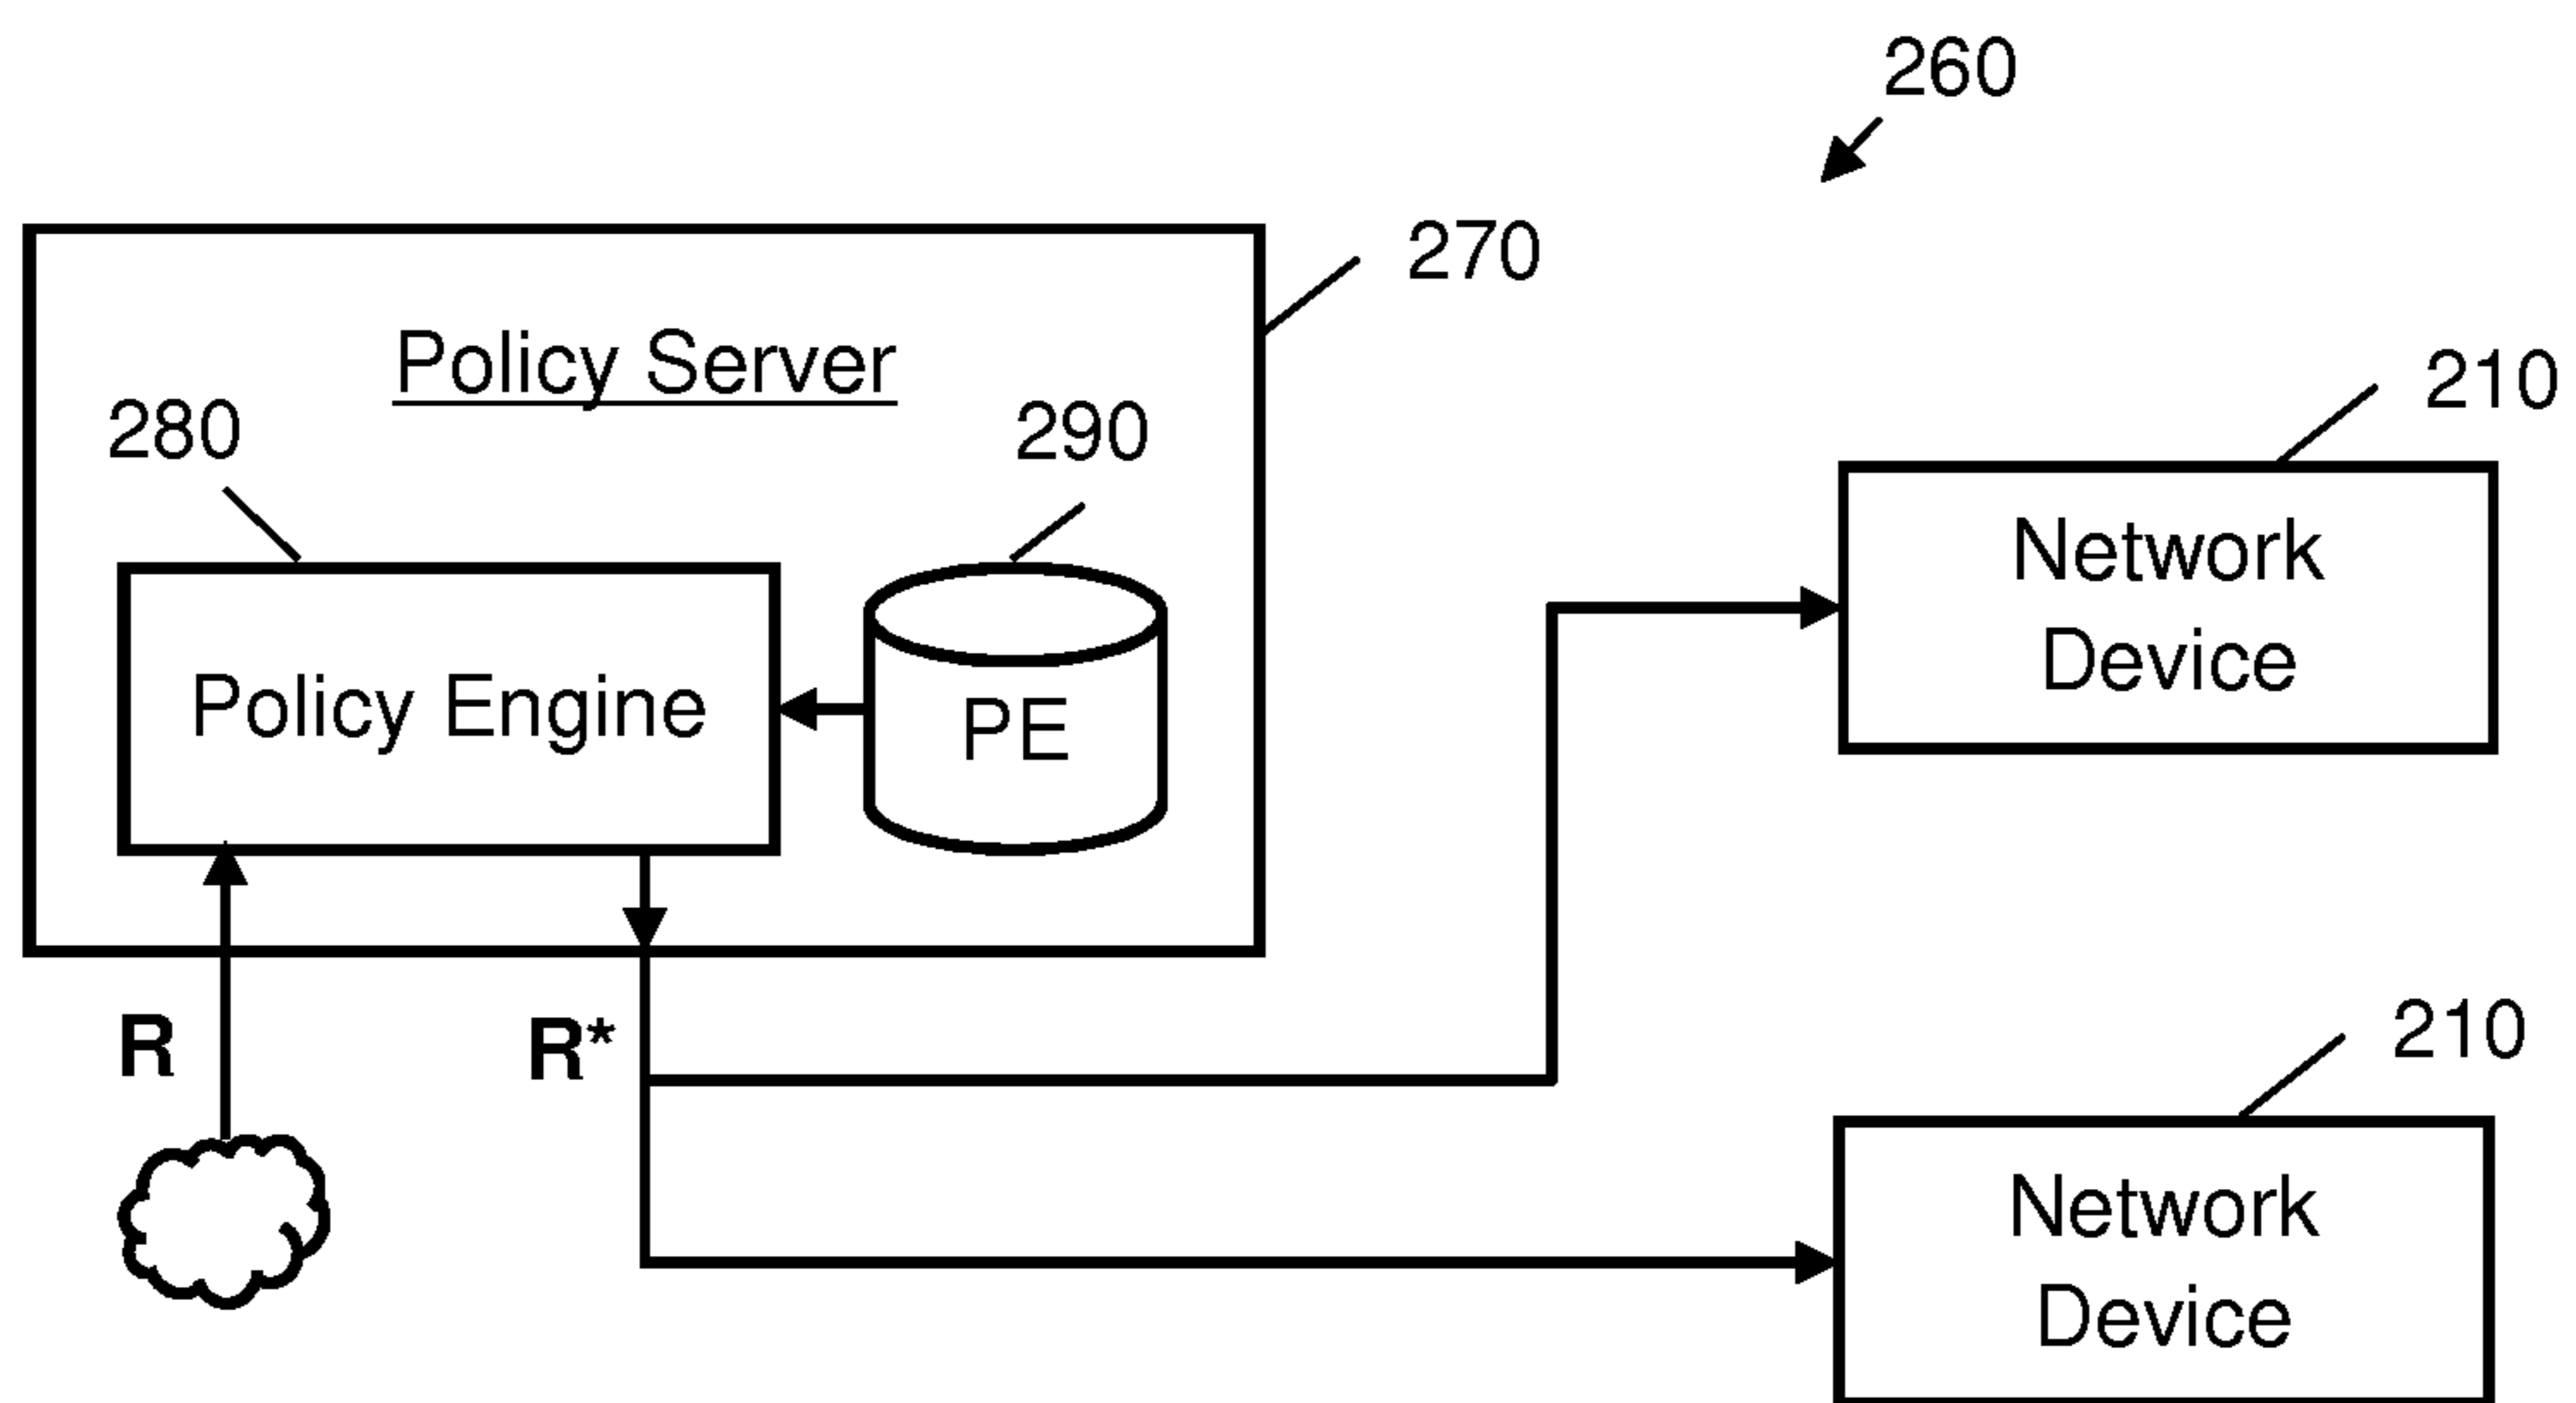 260
270
Policy Server
280
290
210
Network
Device
Policy Engine
PE
R
R*
210
Network
Device